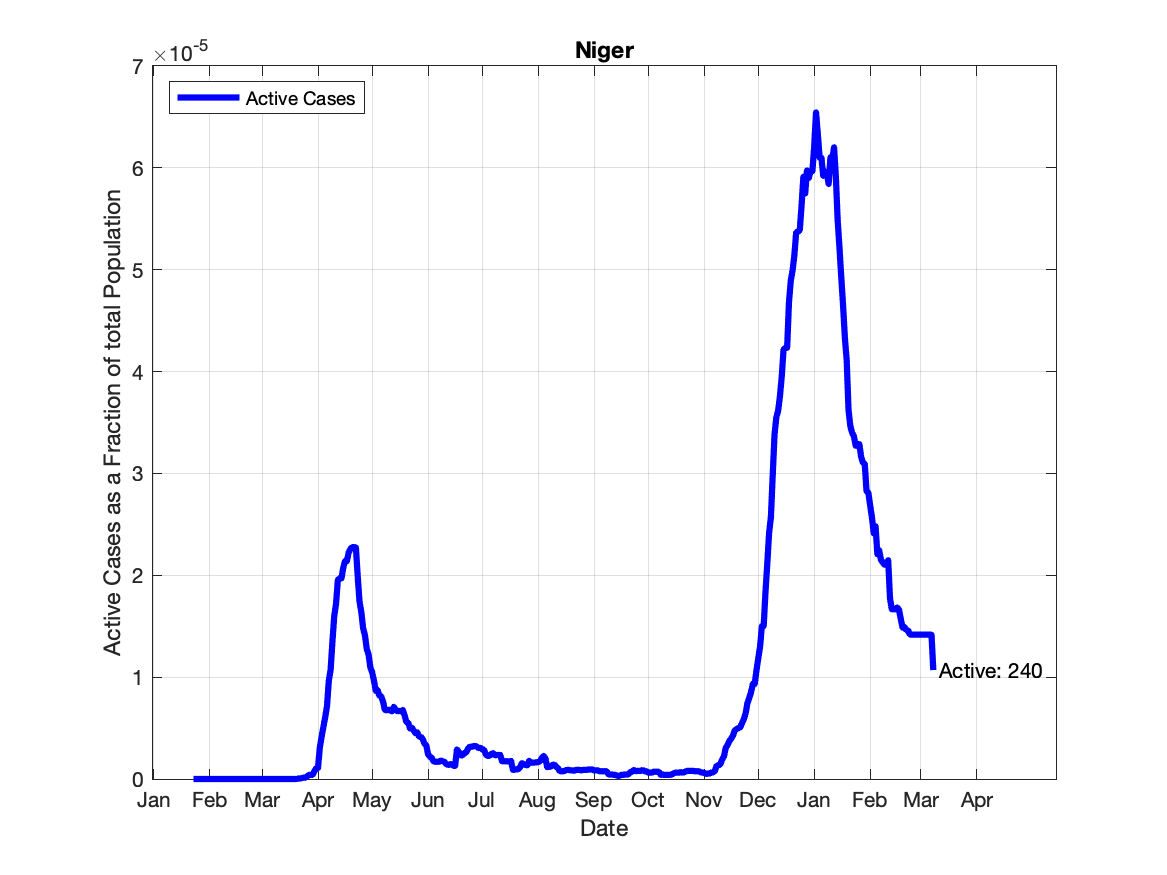 Niger
×10-5
Active Cases
7
6
5
4
3
2
1
0
Active Cases as a Fraction of total Population
Active: 240
Jan Feb Mar Apr May Jun Jul Aug Sep Oct Nov Dec Jan Feb Mar Apr
Date